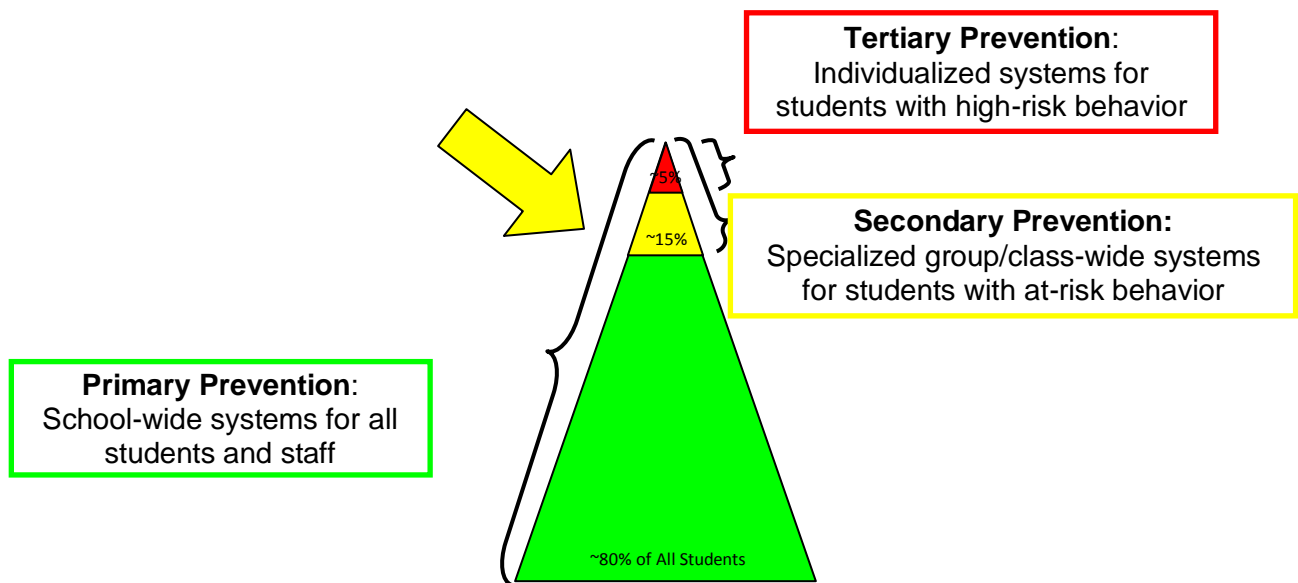 Tertiary Prevention:
Individualized systems for
students with high-risk behavior
~5%
~15%
Secondary Prevention:
Specialized group/class-wide systems
for students with at-risk behavior
Primary Prevention:
School-wide systems for all
students and staff
~80% of All Students